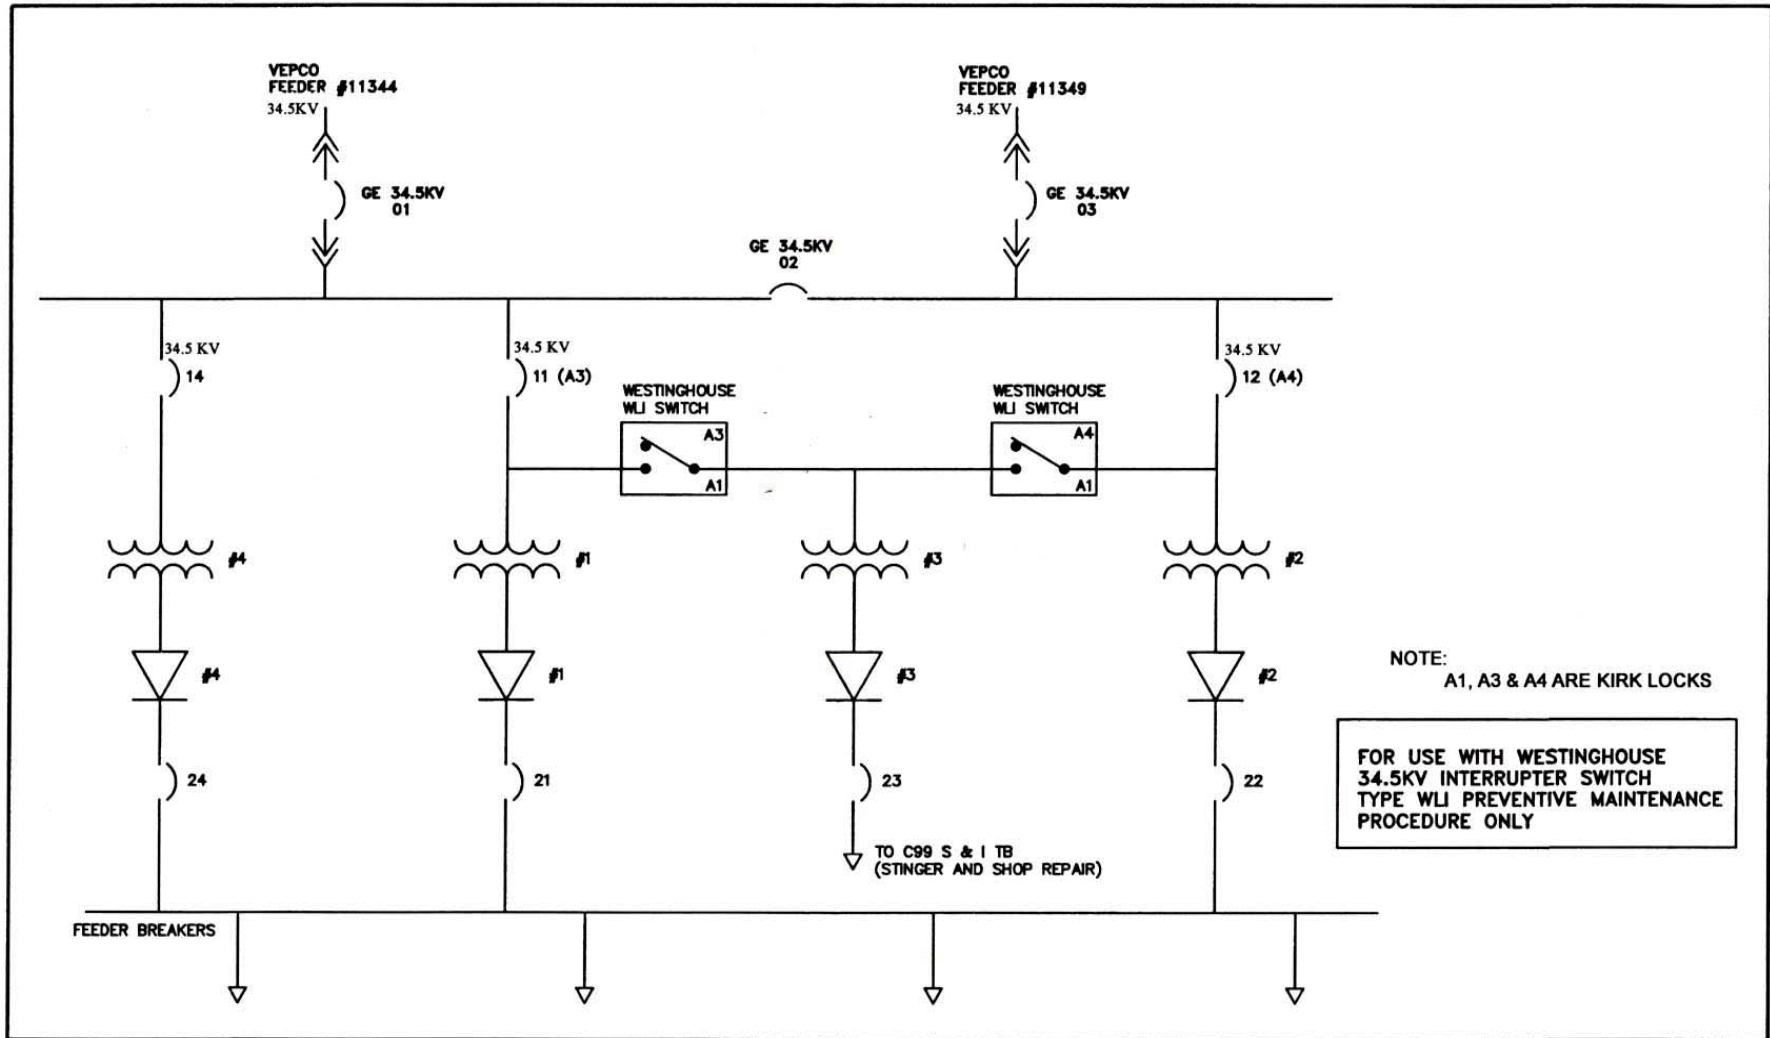 VEPCO
FEEDER #11344
34.5KV
VEPCO
FEEDER #11349
34.5 KV
GE 34.5KV
01
GE 34.5KV
03
GE 34.5KV
02
34.5 KV
14
34.5 KV
11 (A3)
34.5 KV
12 (A4)
WESTINGHOUSE
WLI SWITCH
A3
A1
WESTINGHOUSE
WLI SWITCH
A4
A1
#4
#1
#3
#2
#4
#1
#3
#2
NOTE:
A1, A3 & A4 ARE KIRK LOCKS
FOR USE WITH WESTINGHOUSE
34.5KV INTERRUPTER SWITCH
TYPE WLI PREVENTIVE MAINTENANCE
PROCEDURE ONLY
24
21
23
22
TO C99 S & I TB
(STINGER AND SHOP REPAIR)
FEEDER BREAKERS